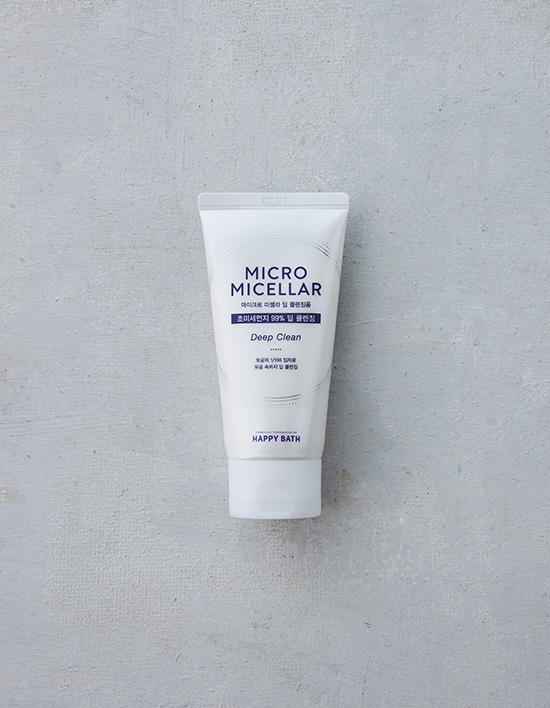 MICRO
MICELLAR
마이크로 미셀라 딥 클렌징폼
초미세먼지 99% 딥 클렌징
Deep Clean
모공의 1/100 입자로
모공 속까지 딥 클렌징
HAPPY BATH